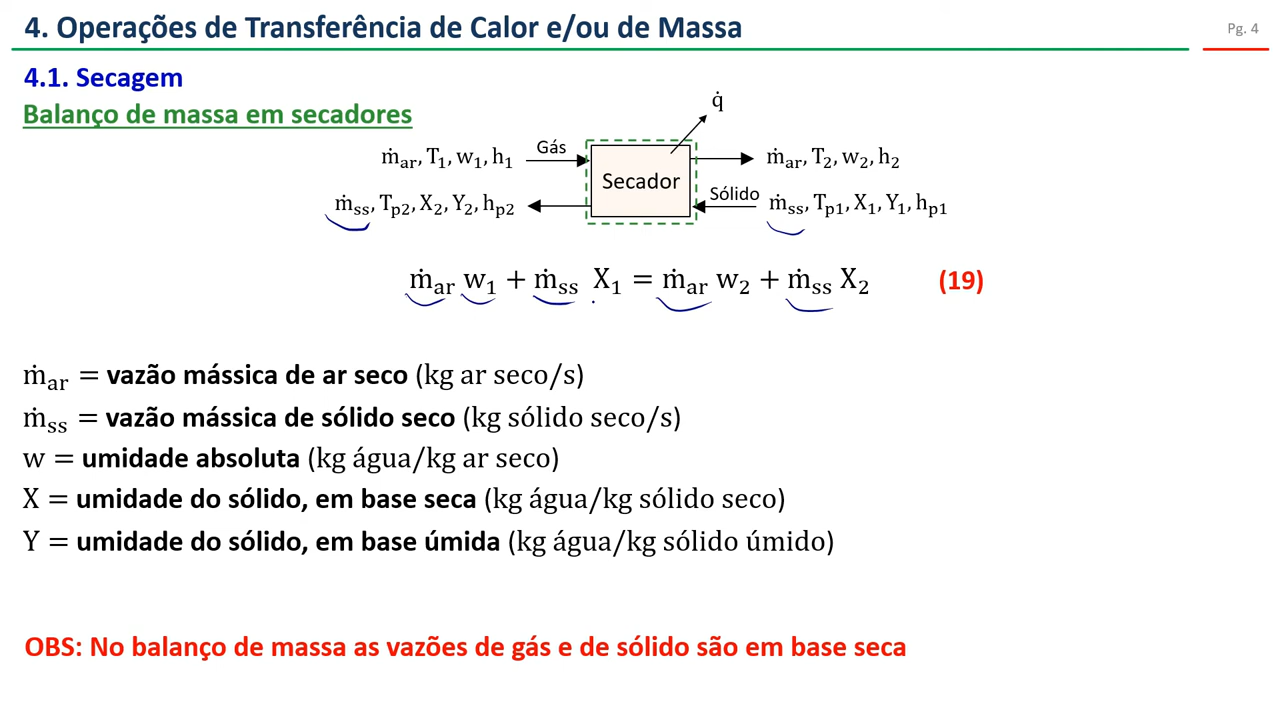 4. Operações de Transferência de Calor e/ou de Massa
Pg. 4
4.1. Secagem
Balanço de massa em secadores
q̇
Gás
ṁar, T1, w1, h1
Secador
ṁar, T2, w2, h2
ṁss, Tp2, X2, Y2, hp2
Sólido
ṁss, Tp1, X1, Y1, hp1
ṁar w1 + ṁss X1 = ṁar w2 + ṁss X2 (19)
ṁar = vazão mássica de ar seco (kg ar seco/s)
ṁss = vazão mássica de sólido seco (kg sólido seco/s)
w = umidade absoluta (kg água/kg ar seco)
X = umidade do sólido, em base seca (kg água/kg sólido seco)
Y = umidade do sólido, em base úmida (kg água/kg sólido úmido)
OBS: No balanço de massa as vazões de gás e de sólido são em base seca